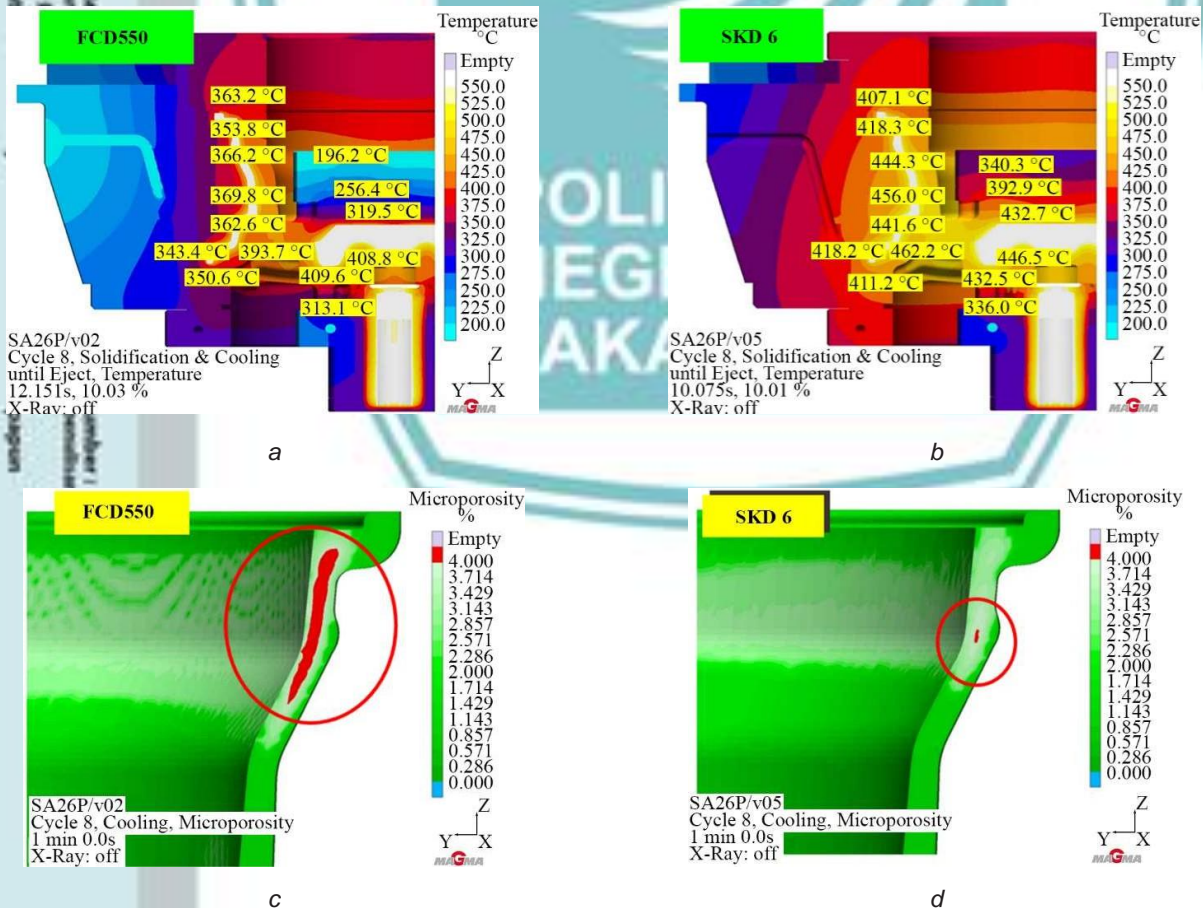 FCD550
Temperature
°C
Empty
550.0
525.0
500.0
475.0
450.0
425.0
400.0
375.0
350.0
325.0
300.0
275.0
250.0
225.0
200.0
363.2 °C
353.8 °C
366.2 °C
196.2 °C
369.8 °C
256.4 °C
319.5 °C
362.6 °C
343.4 °C
393.7 °C
408.8 °C
350.6 °C
409.6 °C
313.1 °C
SA26P/v02
Cycle 8, Solidification & Cooling
until Eject, Temperature
12.151s, 10.03 %
X-Ray: off
Z
Y X
MAGMA
a
SKD 6
Temperature
°C
Empty
550.0
525.0
500.0
475.0
450.0
425.0
400.0
375.0
350.0
325.0
300.0
275.0
250.0
225.0
200.0
407.1 °C
418.3 °C
444.3 °C
340.3 °C
456.0 °C
392.9 °C
432.7 °C
441.6 °C
418.2 °C
462.2 °C
446.5 °C
411.2 °C
432.5 °C
336.0 °C
SA26P/v05
Cycle 8, Solidification & Cooling
until Eject, Temperature
10.075s, 10.01 %
X-Ray: off
Z
Y X
MAGMA
b
POLI
NEGE
AKA
FCD550
Microporosity
%
Empty
4.000
3.714
3.429
3.143
2.857
2.571
2.286
2.000
1.714
1.429
1.143
0.857
0.571
0.286
0.000
SA26P/v02
Cycle 8, Cooling, Microporosity
1 min 0.0s
X-Ray: off
Z
Y X
MAGMA
c
SKD 6
Microporosity
%
Empty
4.000
3.714
3.429
3.143
2.857
2.571
2.286
2.000
1.714
1.429
1.143
0.857
0.571
0.286
0.000
SA26P/v05
Cycle 8, Cooling, Microporosity
1 min 0.0s
X-Ray: off
Z
Y X
MAGMA
d